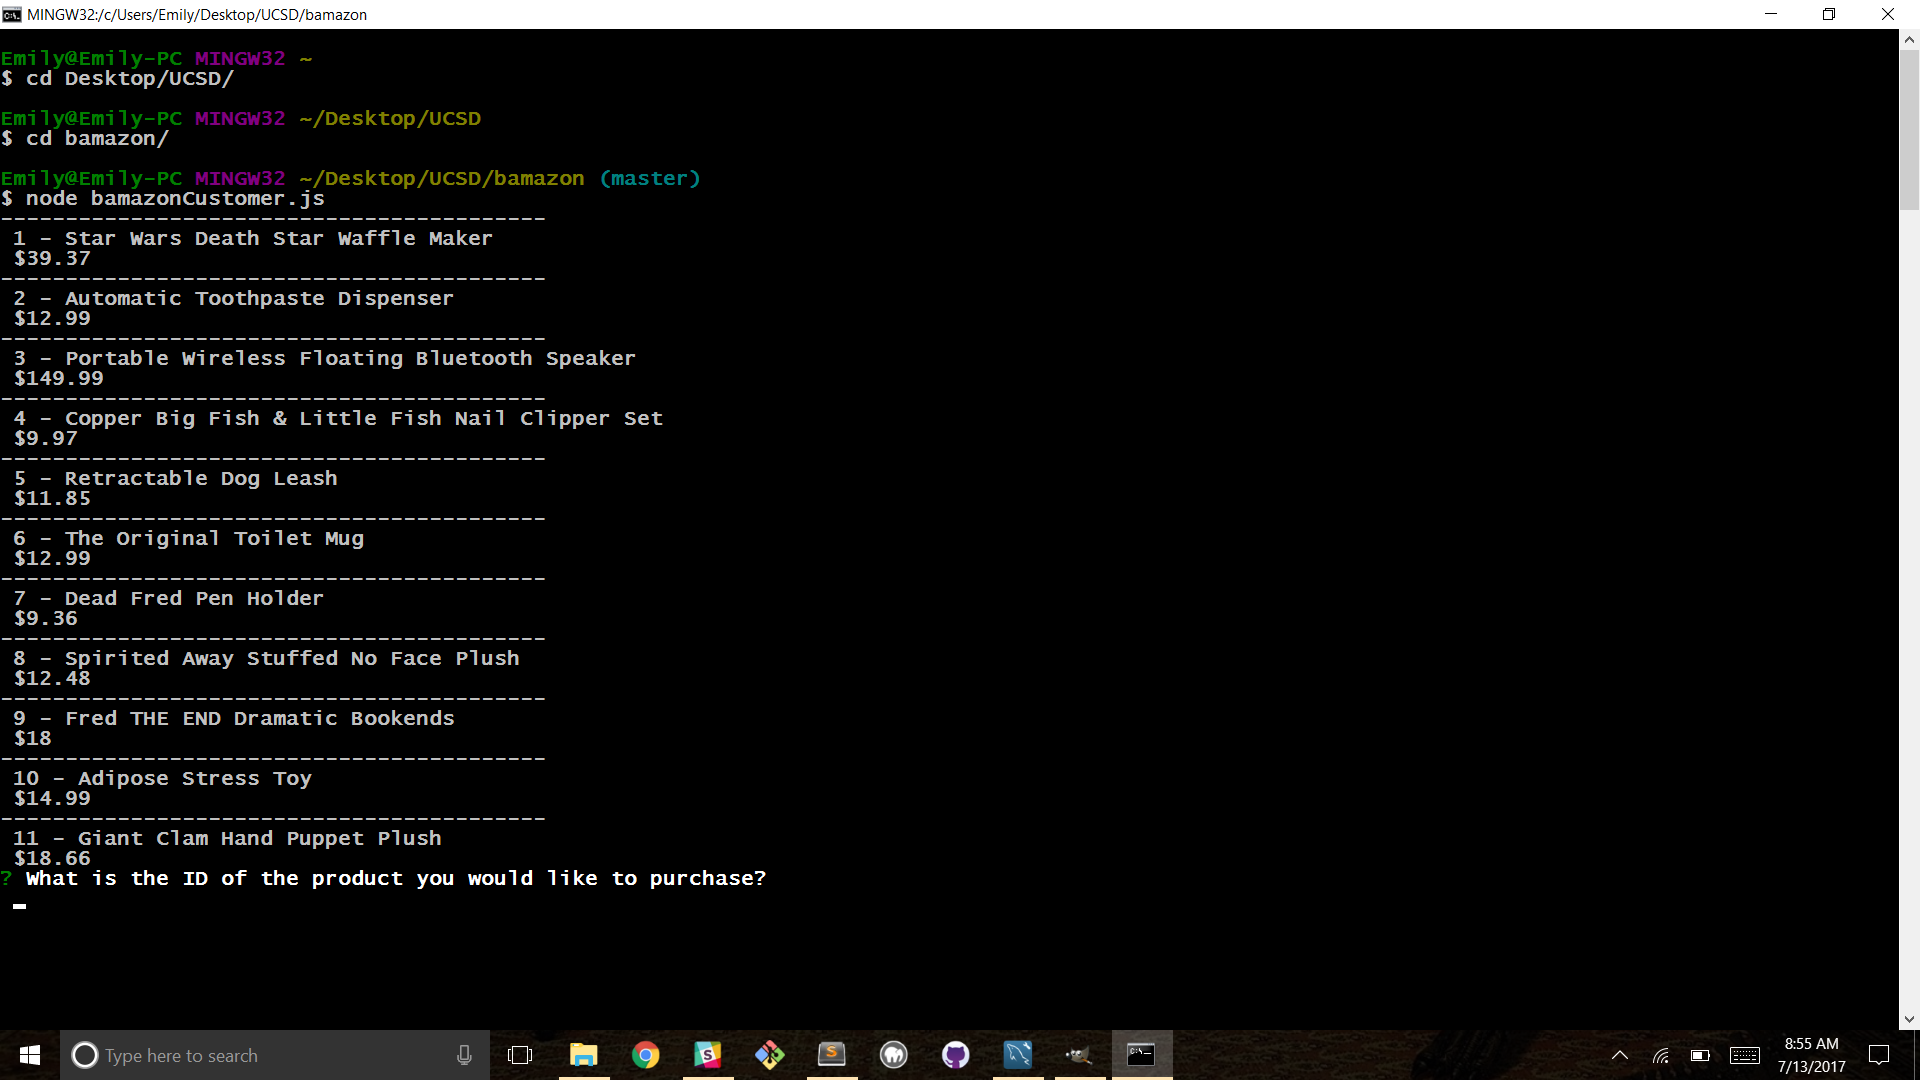 MINGW32:/c/Users/Emily/Desktop/UCSD/bamazon
Emily@Emily-PC MINGW32 ~
$ cd Desktop/UCSD/
Emily@Emily-PC MINGW32 ~/Desktop/UCSD
$ cd bamazon/
Emily@Emily-PC MINGW32 ~/Desktop/UCSD/bamazon (master)
$ node bamazonCustomer.js
------------------------------------------
1 - Star Wars Death Star Waffle Maker
$39.37
------------------------------------------
2 - Automatic Toothpaste Dispenser
$12.99
------------------------------------------
3 - Portable Wireless Floating Bluetooth Speaker
$149.99
------------------------------------------
4 - Copper Big Fish & Little Fish Nail Clipper Set
$9.97
------------------------------------------
5 - Retractable Dog Leash
$11.85
------------------------------------------
6 - The Original Toilet Mug
$12.99
------------------------------------------
7 - Dead Fred Pen Holder
$9.36
------------------------------------------
8 - Spirited Away Stuffed No Face Plush
$12.48
------------------------------------------
9 - Fred THE END Dramatic Bookends
$18
------------------------------------------
10 - Adipose Stress Toy
$14.99
------------------------------------------
11 - Giant Clam Hand Puppet Plush
$18.66
? What is the ID of the product you would like to purchase?
Type here to search
8:55 AM
7/13/2017